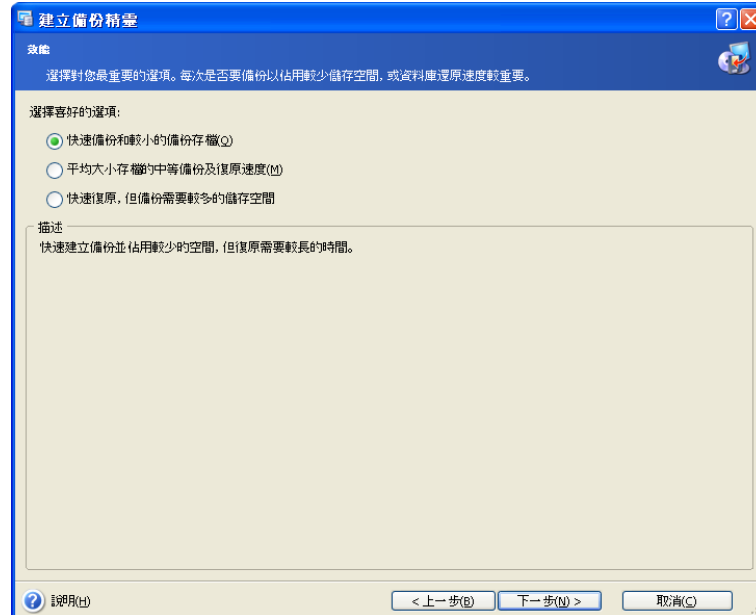 建立備份精靈
效能
選擇對您最重要的選項。每次是否要備份以佔用較少儲存空間, 或資料庫還原速度較重要。
選擇喜好的選項:
快速備份和較小的備份存檔(Q)
平均大小存檔的中等備份及復原速度(M)
快速復原, 但備份需要較多的儲存空間
描述
快速建立備份並佔用較少的空間, 但復原需要較長的時間。
說明(H)
< 上一步(B)
下一步(N) >
取消(C)